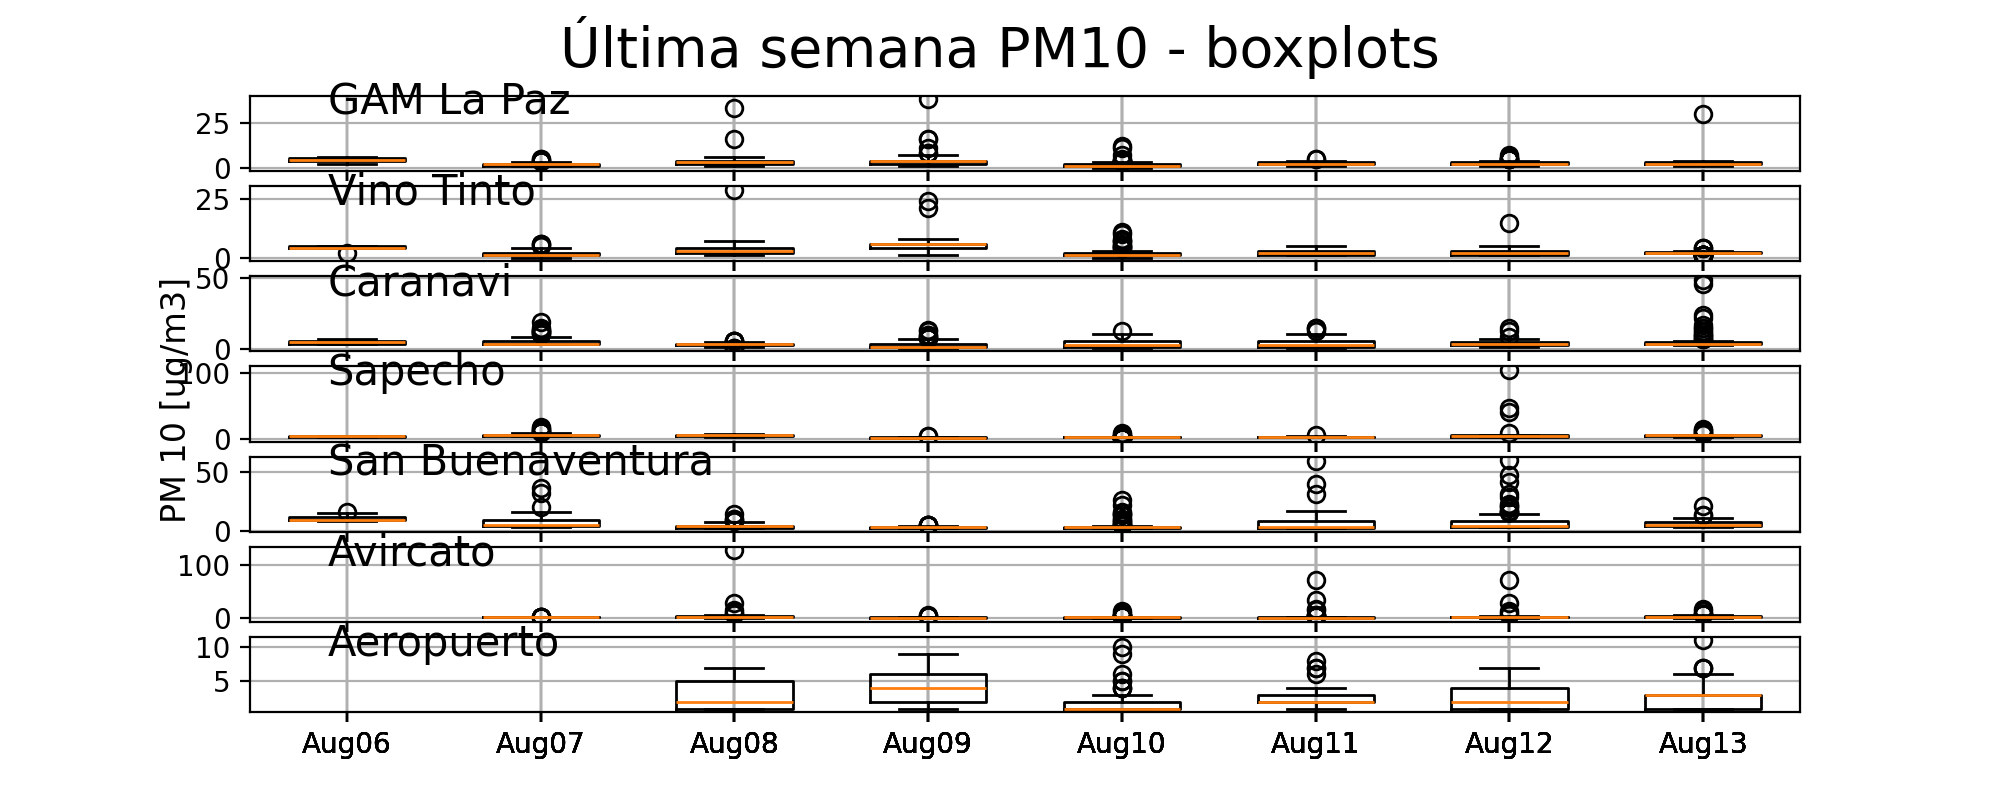 Última semana PM10 - boxplots
GAM La Paz
25
0
Vino Tinto
25
0
Caranavi
50
0
PM 10 [ug/m3]
Sapecho
100
0
San Buenaventura
50
0
Avircato
100
0
Aeropuerto
10
5
Aug06 Aug07 Aug08 Aug09 Aug10 Aug11 Aug12 Aug13